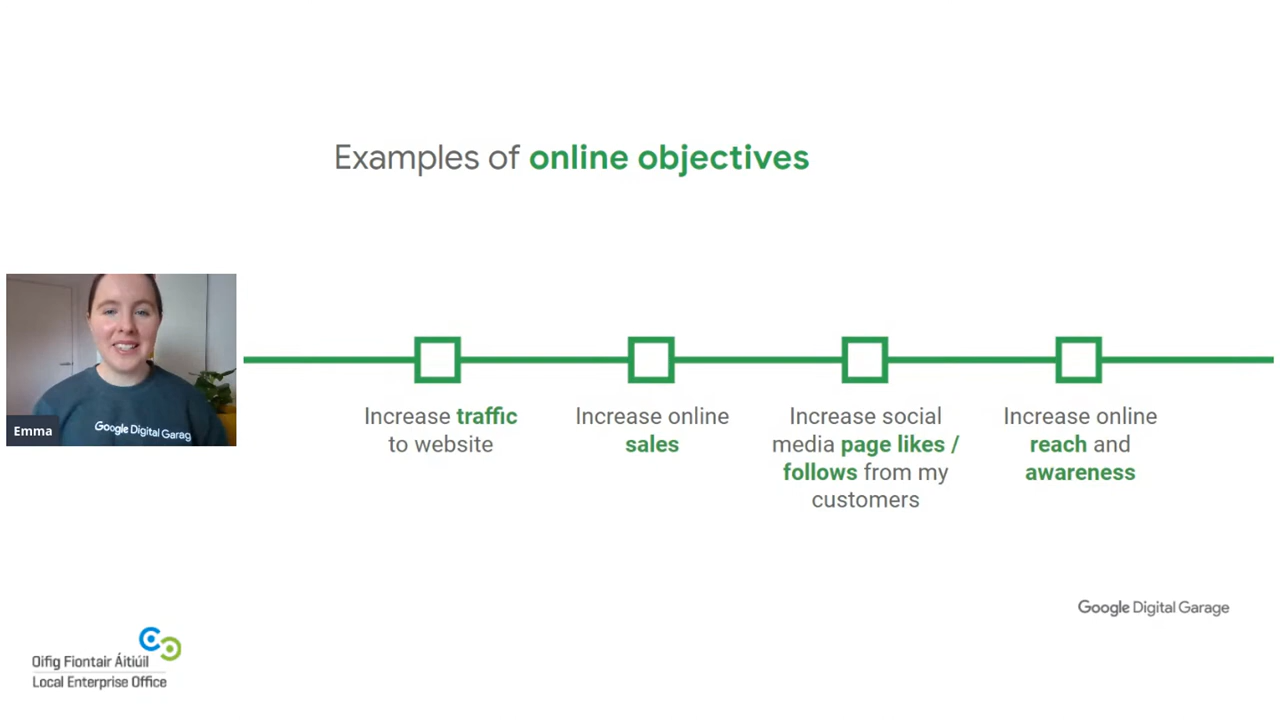 Examples of online objectives
Emma
Google Digital Garag
Increase traffic
to website
Increase online
sales
Increase social
media page likes /
follows from my
customers
Increase online
reach and
awareness
Google Digital Garage
Oifig Fiontair Áitiúil
Local Enterprise Office